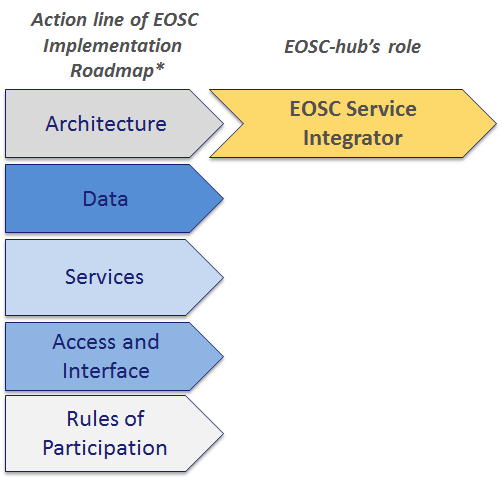 Action line of EOSC
Implementation
Roadmap*
EOSC-hub's role
Architecture
EOSC Service
Integrator
Data
Services
Access and
Interface
Rules of
Participation